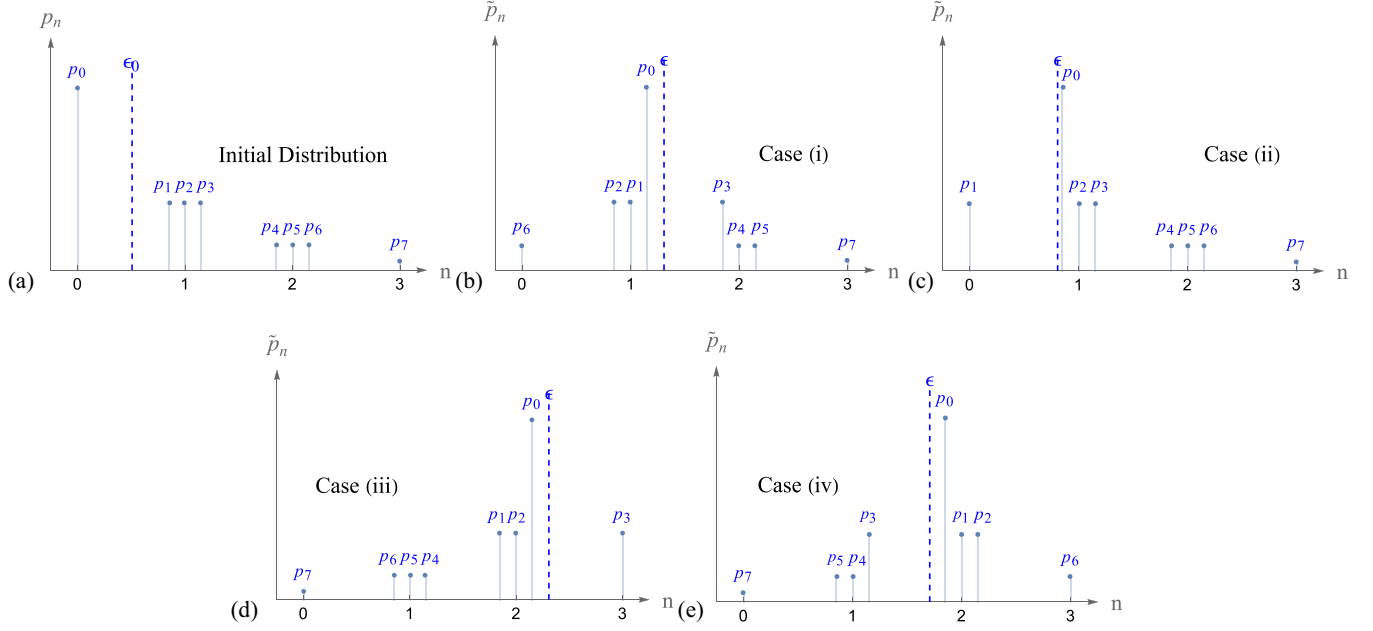 p_n
p_0
ϵ_0
Initial Distribution
p_1 p_2 p_3
p_4 p_5 p_6
p_7
(a)
0 1 2 3
n
p̃_n
p_0
ϵ
Case (i)
p_2 p_1
p_3
p_6
p_4 p_5
p_7
(b)
0 1 2 3
n
p̃_n
ϵ
p_0
Case (ii)
p_1
p_2 p_3
p_4 p_5 p_6
p_7
(c)
0 1 2 3
n
p̃_n
p_0
ϵ
Case (iii)
p_1 p_2
p_3
p_6 p_5 p_4
p_7
(d)
0 1 2 3
n
p̃_n
ϵ
p_0
Case (iv)
p_3
p_1 p_2
p_5 p_4
p_6
p_7
(e)
0 1 2 3
n